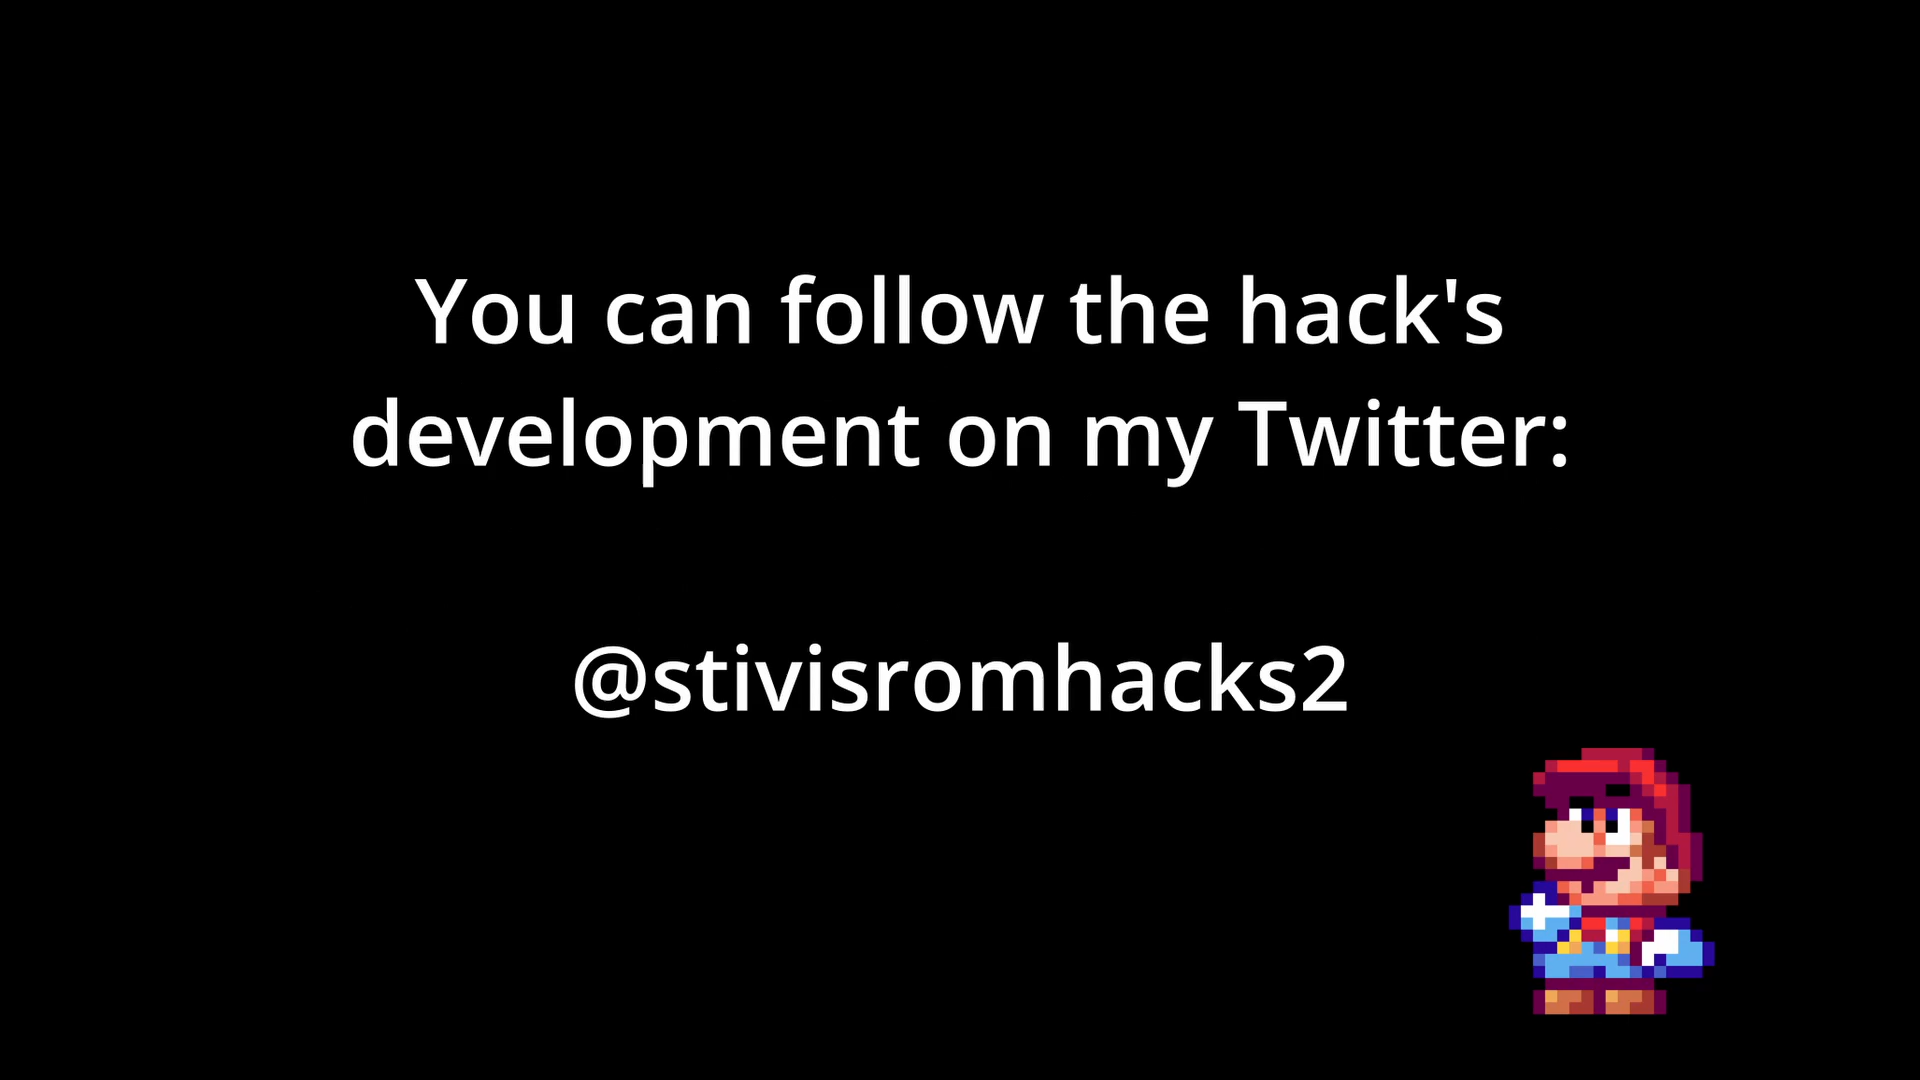 You can follow the hack's
development on my Twitter:
@stivisromhacks2